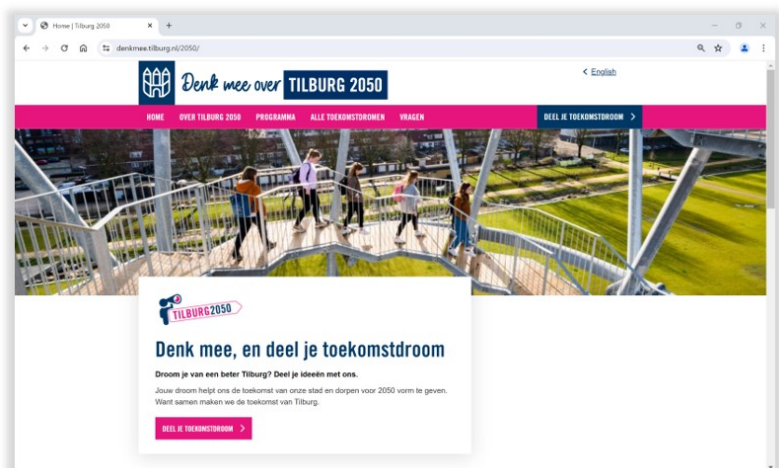 Home | Tilburg 2050
denkmee.tilburg.nl/2050/
Denk mee over TILBURG 2050
English
HOME OVER TILBURG 2050 PROGRAMMA ALLE TOEKOMSTDROMEN VRAGEN DEEL JE TOEKOMSTDROOM
TILBURG2050
Denk mee, en deel je toekomstdroom
Droom je van een beter Tilburg? Deel je ideeën met ons.
Jouw droom helpt ons de toekomst van onze stad en dorpen voor 2050 vorm te geven.
Want samen maken we de toekomst van Tilburg.
DEEL JE TOEKOMSTDROOM